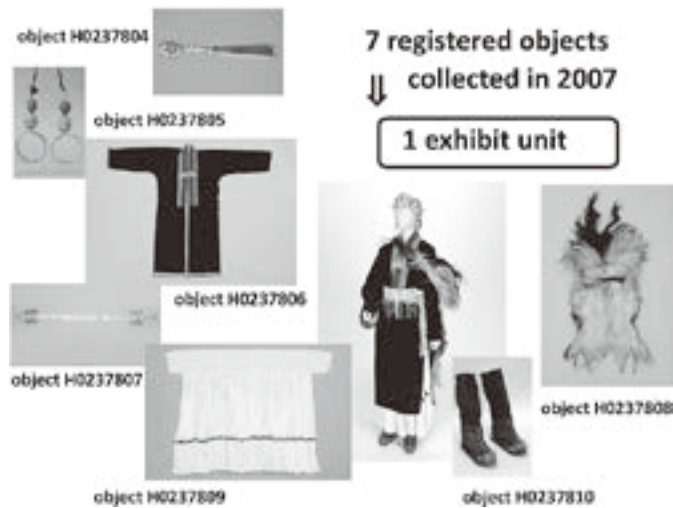 object H0237804
7 registered objects
⇓ collected in 2007
object H0237805
1 exhibit unit
object H0237806
object H0237807
object H0237808
object H0237809
object H0237810